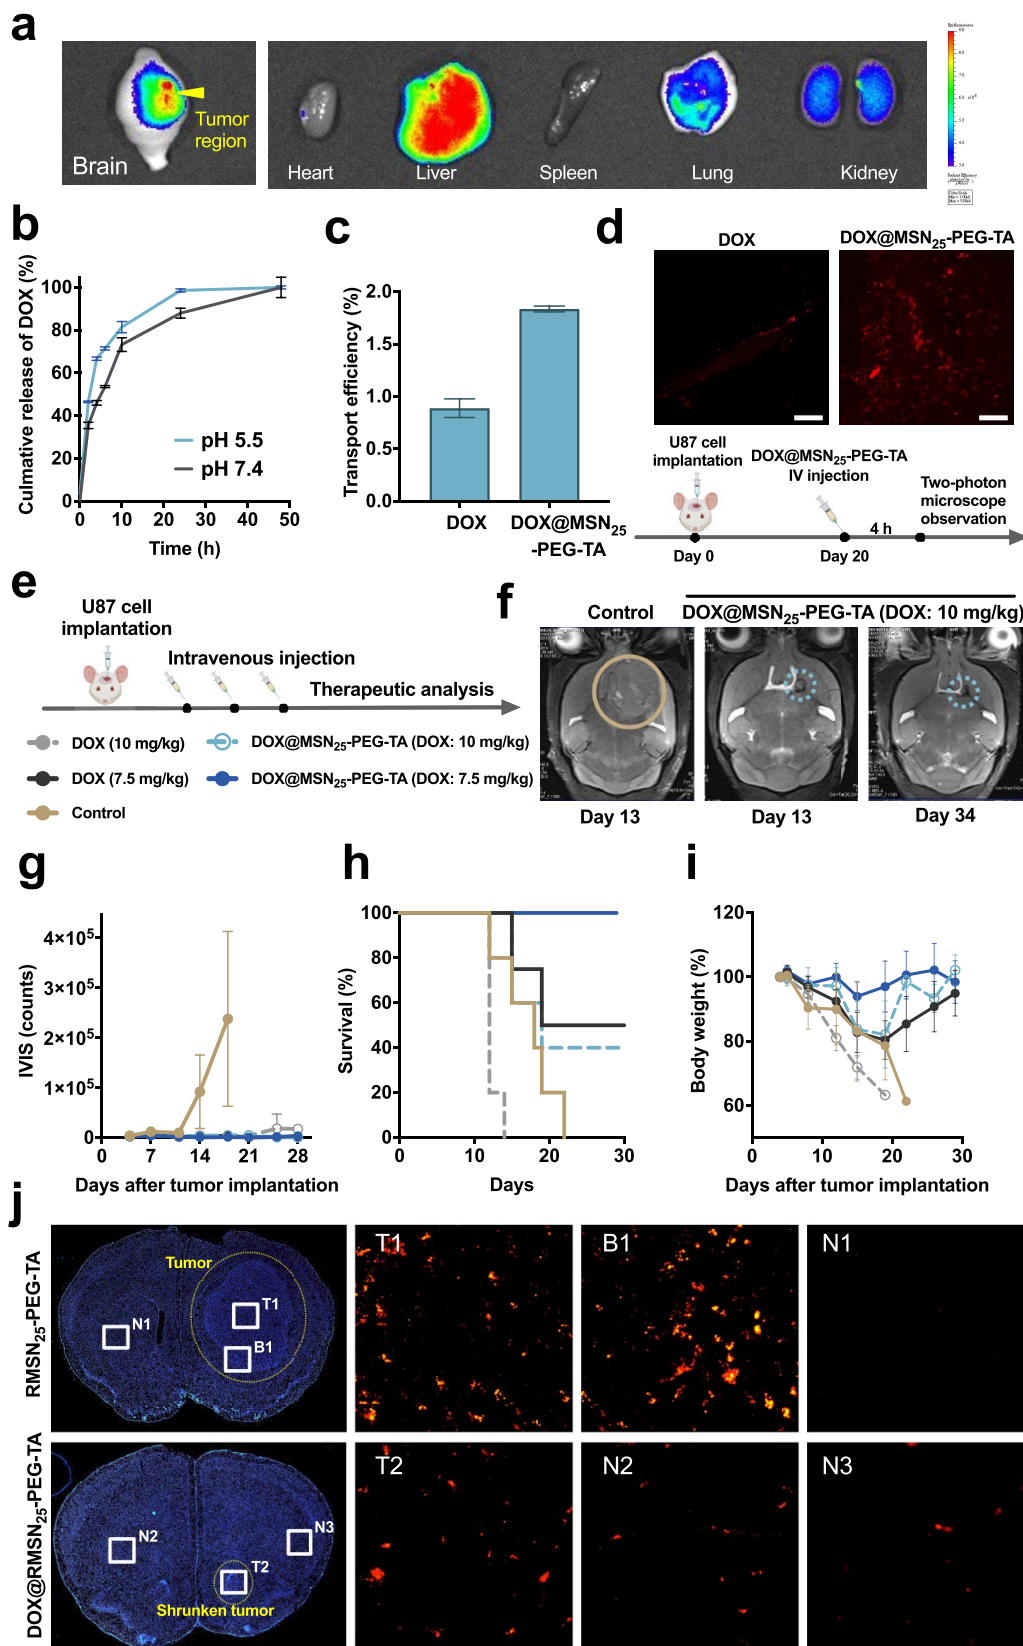 a
Brain
Tumor
region
Heart
Liver
Spleen
Lung
Kidney
b
Culmative release of DOX (%)
100
80
60
40
20
0
pH 5.5
pH 7.4
0 10 20 30 40 50
Time (h)
c
Transport efficiency (%)
2.0
1.5
1.0
0.5
0.0
DOX
DOX@MSN25
-PEG-TA
d
DOX
DOX@MSN25-PEG-TA
U87 cell
implantation
DOX@MSN25-PEG-TA
IV injection
Two-photon
microscope
observation
4 h
Day 0
Day 20
e
U87 cell
implantation
Intravenous injection
Therapeutic analysis
DOX (10 mg/kg)
DOX@MSN25-PEG-TA (DOX: 10 mg/kg)
DOX (7.5 mg/kg)
DOX@MSN25-PEG-TA (DOX: 7.5 mg/kg)
Control
f
Control
DOX@MSN25-PEG-TA (DOX: 10 mg/kg)
Day 13
Day 13
Day 34
g
IVIS (counts)
4×10⁵
3×10⁵
2×10⁵
1×10⁵
0
0 7 14 21 28
Days after tumor implantation
h
Survival (%)
100
80
60
40
20
0
0 10 20 30
Days
i
Body weight (%)
120
100
80
60
0 10 20 30
Days after tumor implantation
j
RMSN25-PEG-TA
Tumor
N1
T1
B1
T1
B1
N1
DOX@RMSN25-PEG-TA
N2
N3
T2
Shrunken tumor
T2
N2
N3